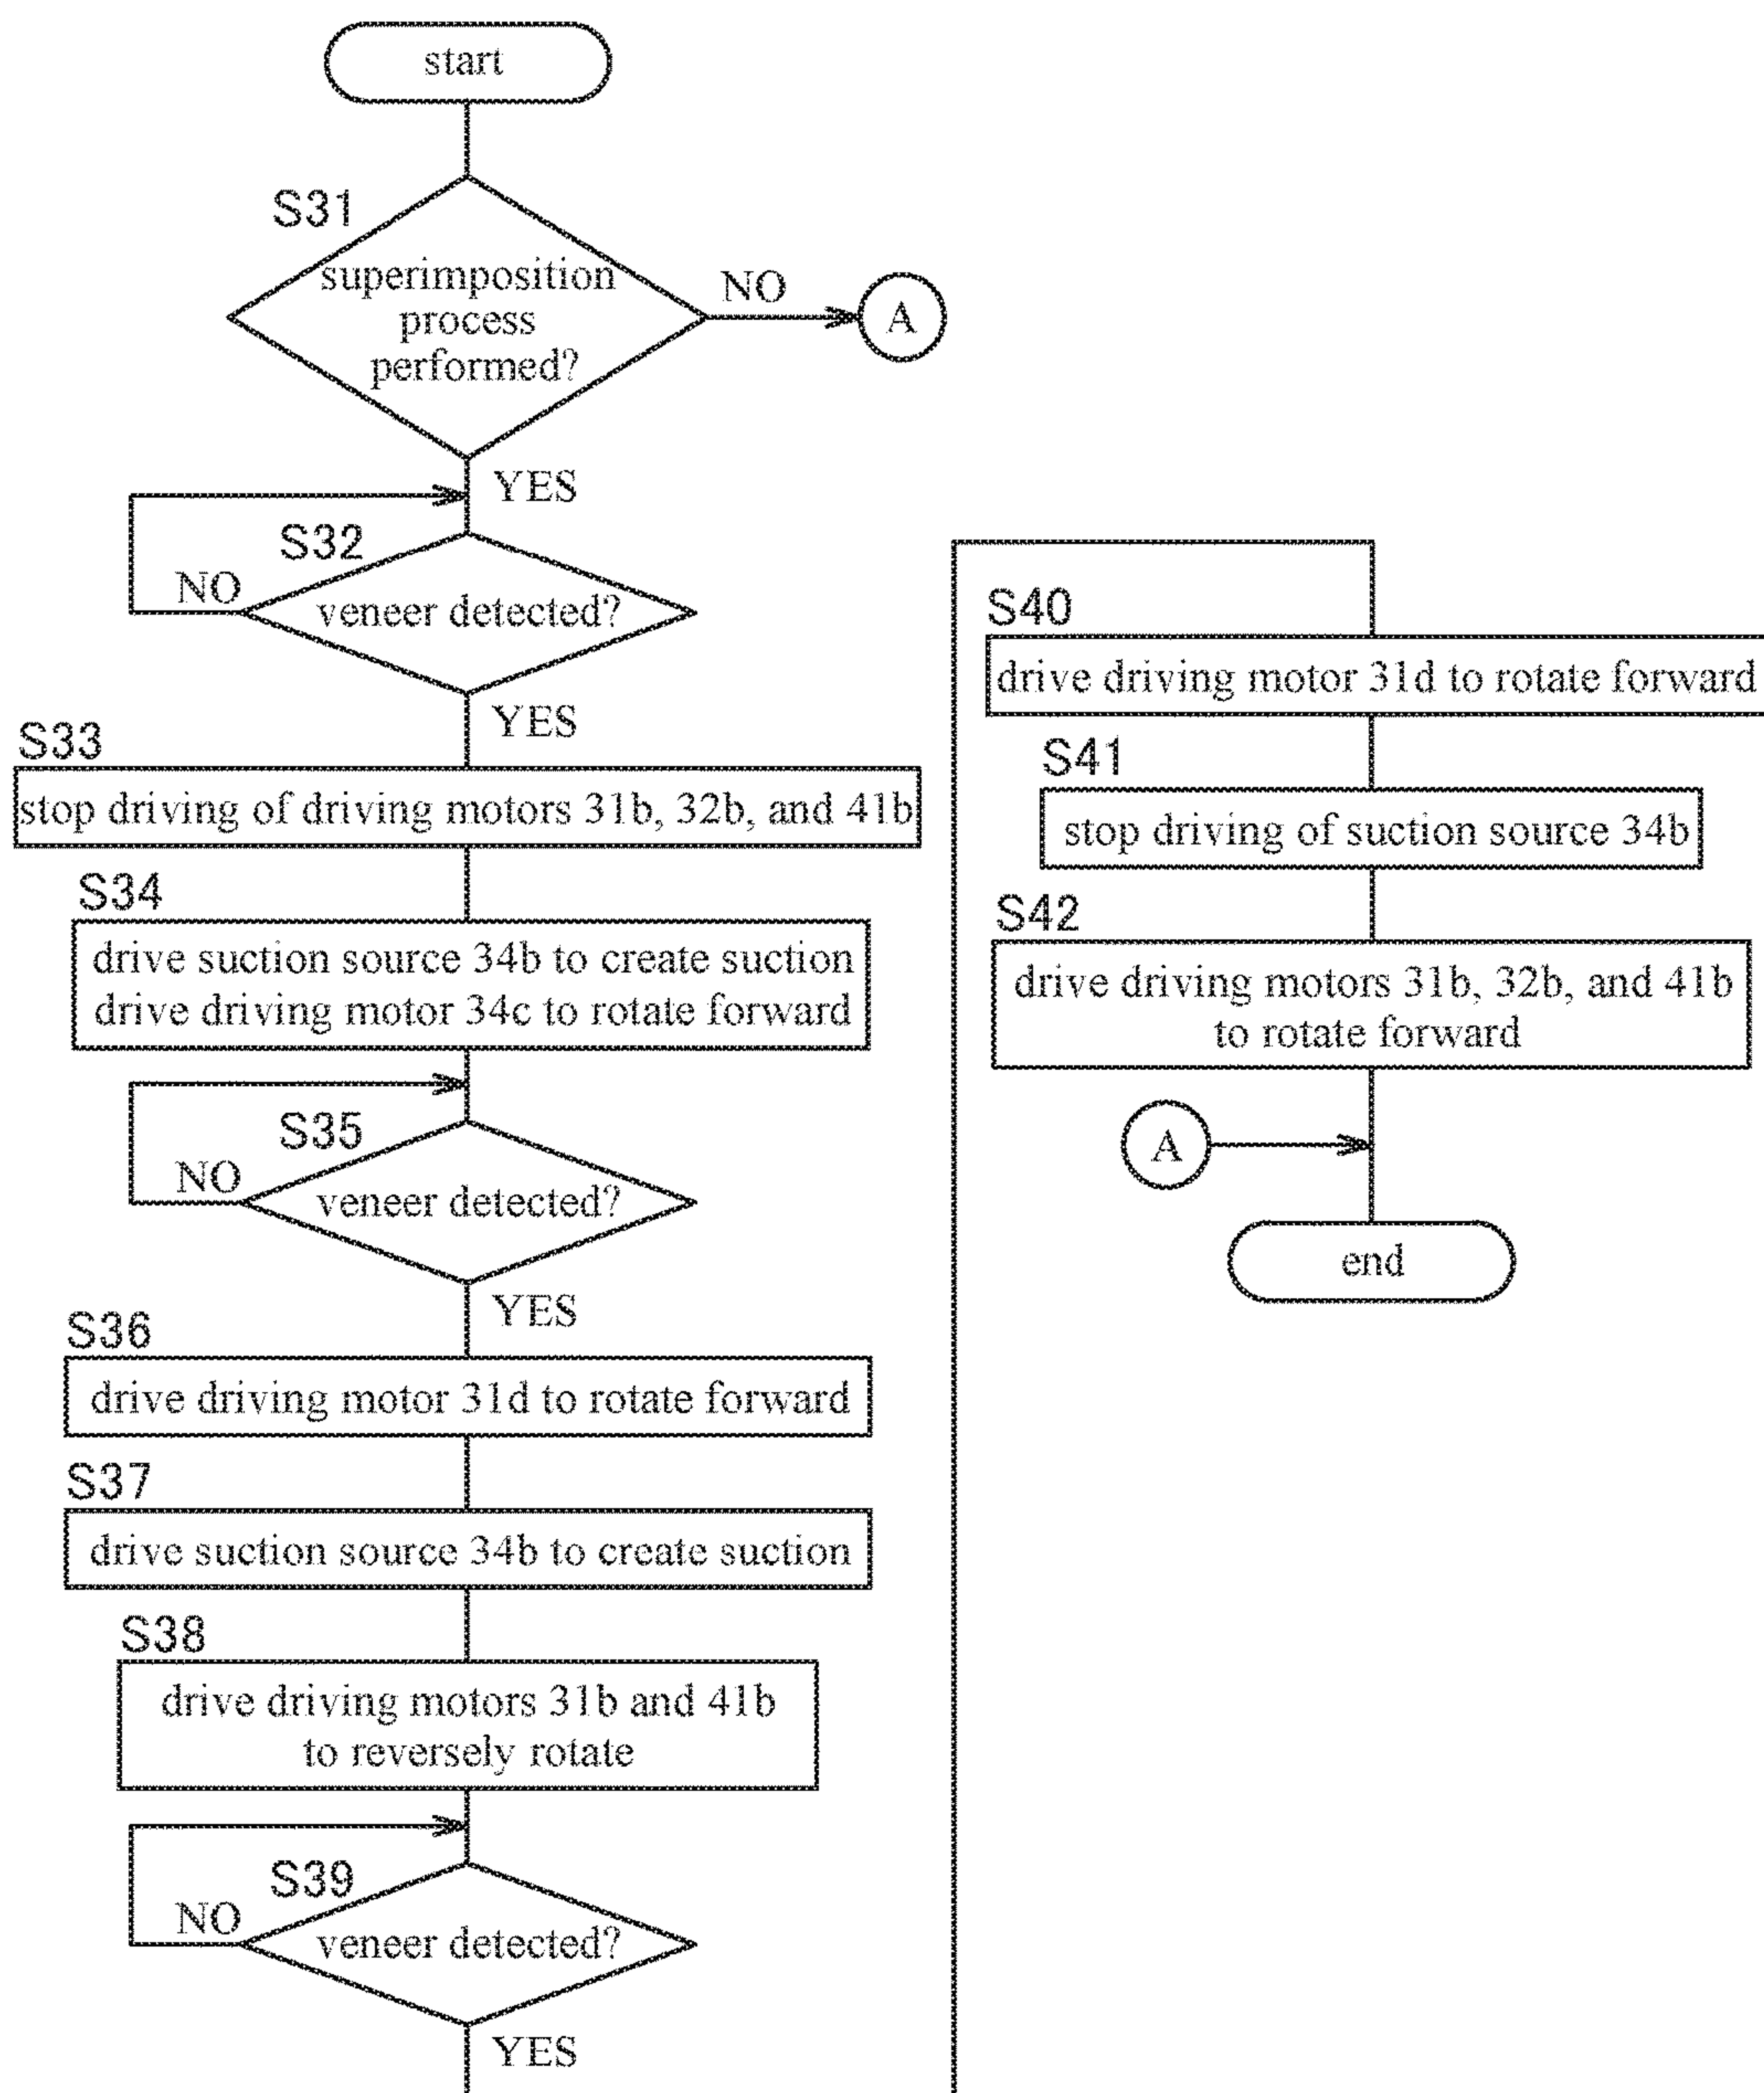 start
S31
superimposition
process
performed?
NO
A
YES
S32
NO
veneer detected?
YES
S33
stop driving of driving motors 31b, 32b, and 41b
S34
drive suction source 34b to create suction
drive driving motor 34c to rotate forward
S35
NO
veneer detected?
YES
S36
drive driving motor 31d to rotate forward
S37
drive suction source 34b to create suction
S38
drive driving motors 31b and 41b
to reversely rotate
S39
NO
veneer detected?
YES
S40
drive driving motor 31d to rotate forward
S41
stop driving of suction source 34b
S42
drive driving motors 31b, 32b, and 41b
to rotate forward
A
end